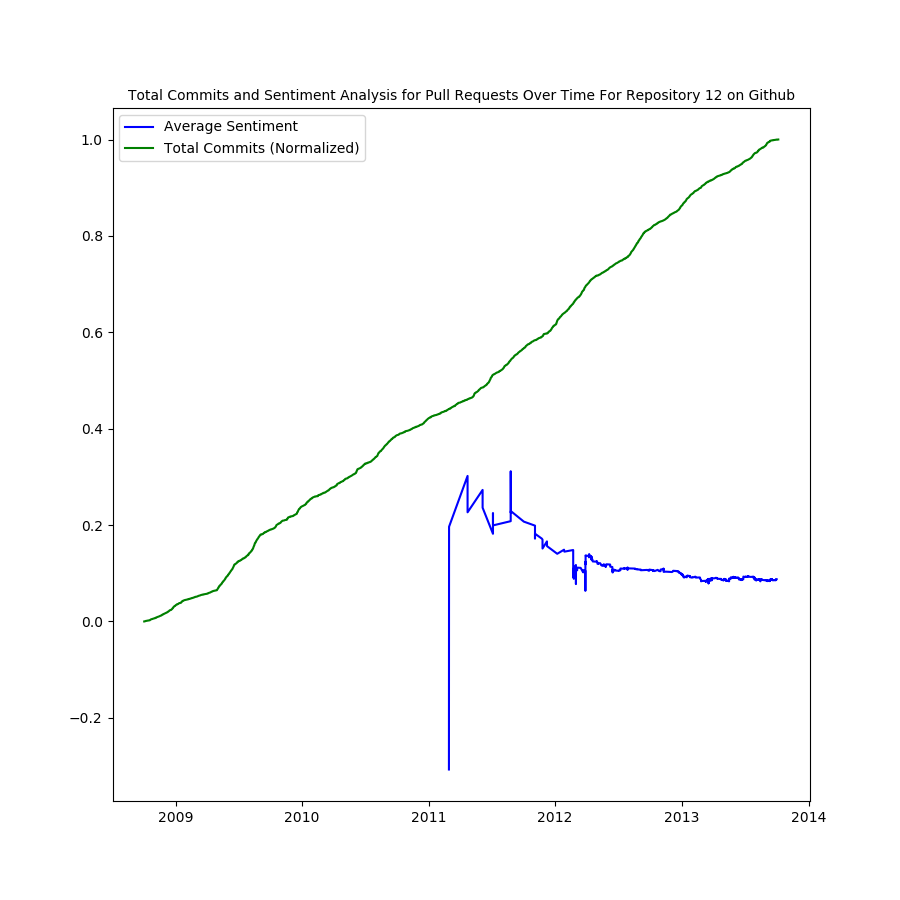 Total Commits and Sentiment Analysis for Pull Requests Over Time For Repository 12 on Github
Average Sentiment
Total Commits (Normalized)
1.0
0.8
0.6
0.4
0.2
0.0
−0.2
2009 2010 2011 2012 2013 2014